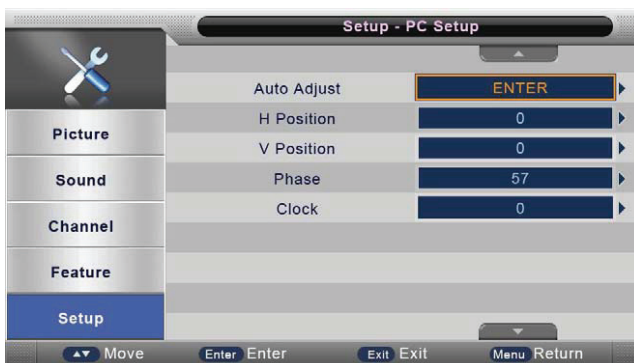 Setup - PC Setup
Auto Adjust ENTER
H Position 0
V Position 0
Phase 57
Clock 0
Picture
Sound
Channel
Feature
Setup
Move Enter Enter Exit Exit Menu Return